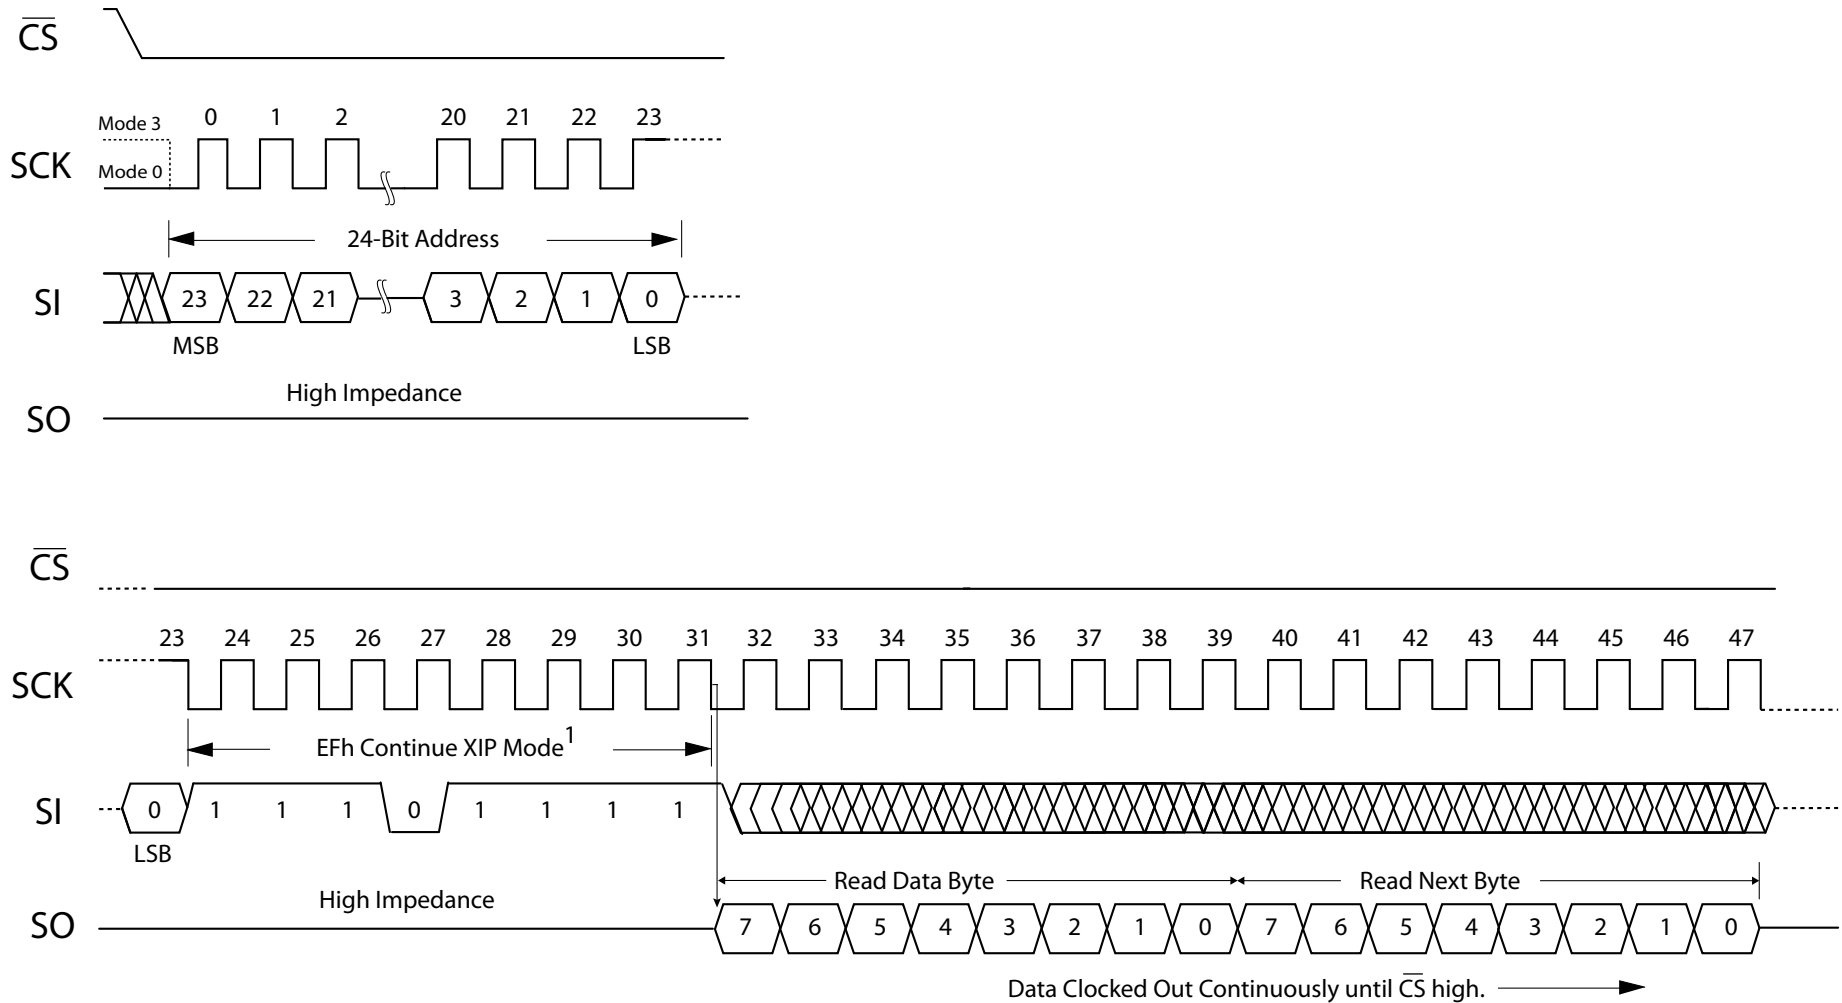 CS
Mode 3
0 1 2 20 21 22 23
SCK
Mode 0
24-Bit Address
SI
23 22 21 3 2 1 0
MSB LSB
High Impedance
SO
CS
23 24 25 26 27 28 29 30 31 32 33 34 35 36 37 38 39 40 41 42 43 44 45 46 47
SCK
EFh Continue XIP Mode1
SI
0 1 1 1 0 1 1 1 1
LSB
Read Data Byte Read Next Byte
High Impedance
SO
7 6 5 4 3 2 1 0 7 6 5 4 3 2 1 0
Data Clocked Out Continuously until CS high.